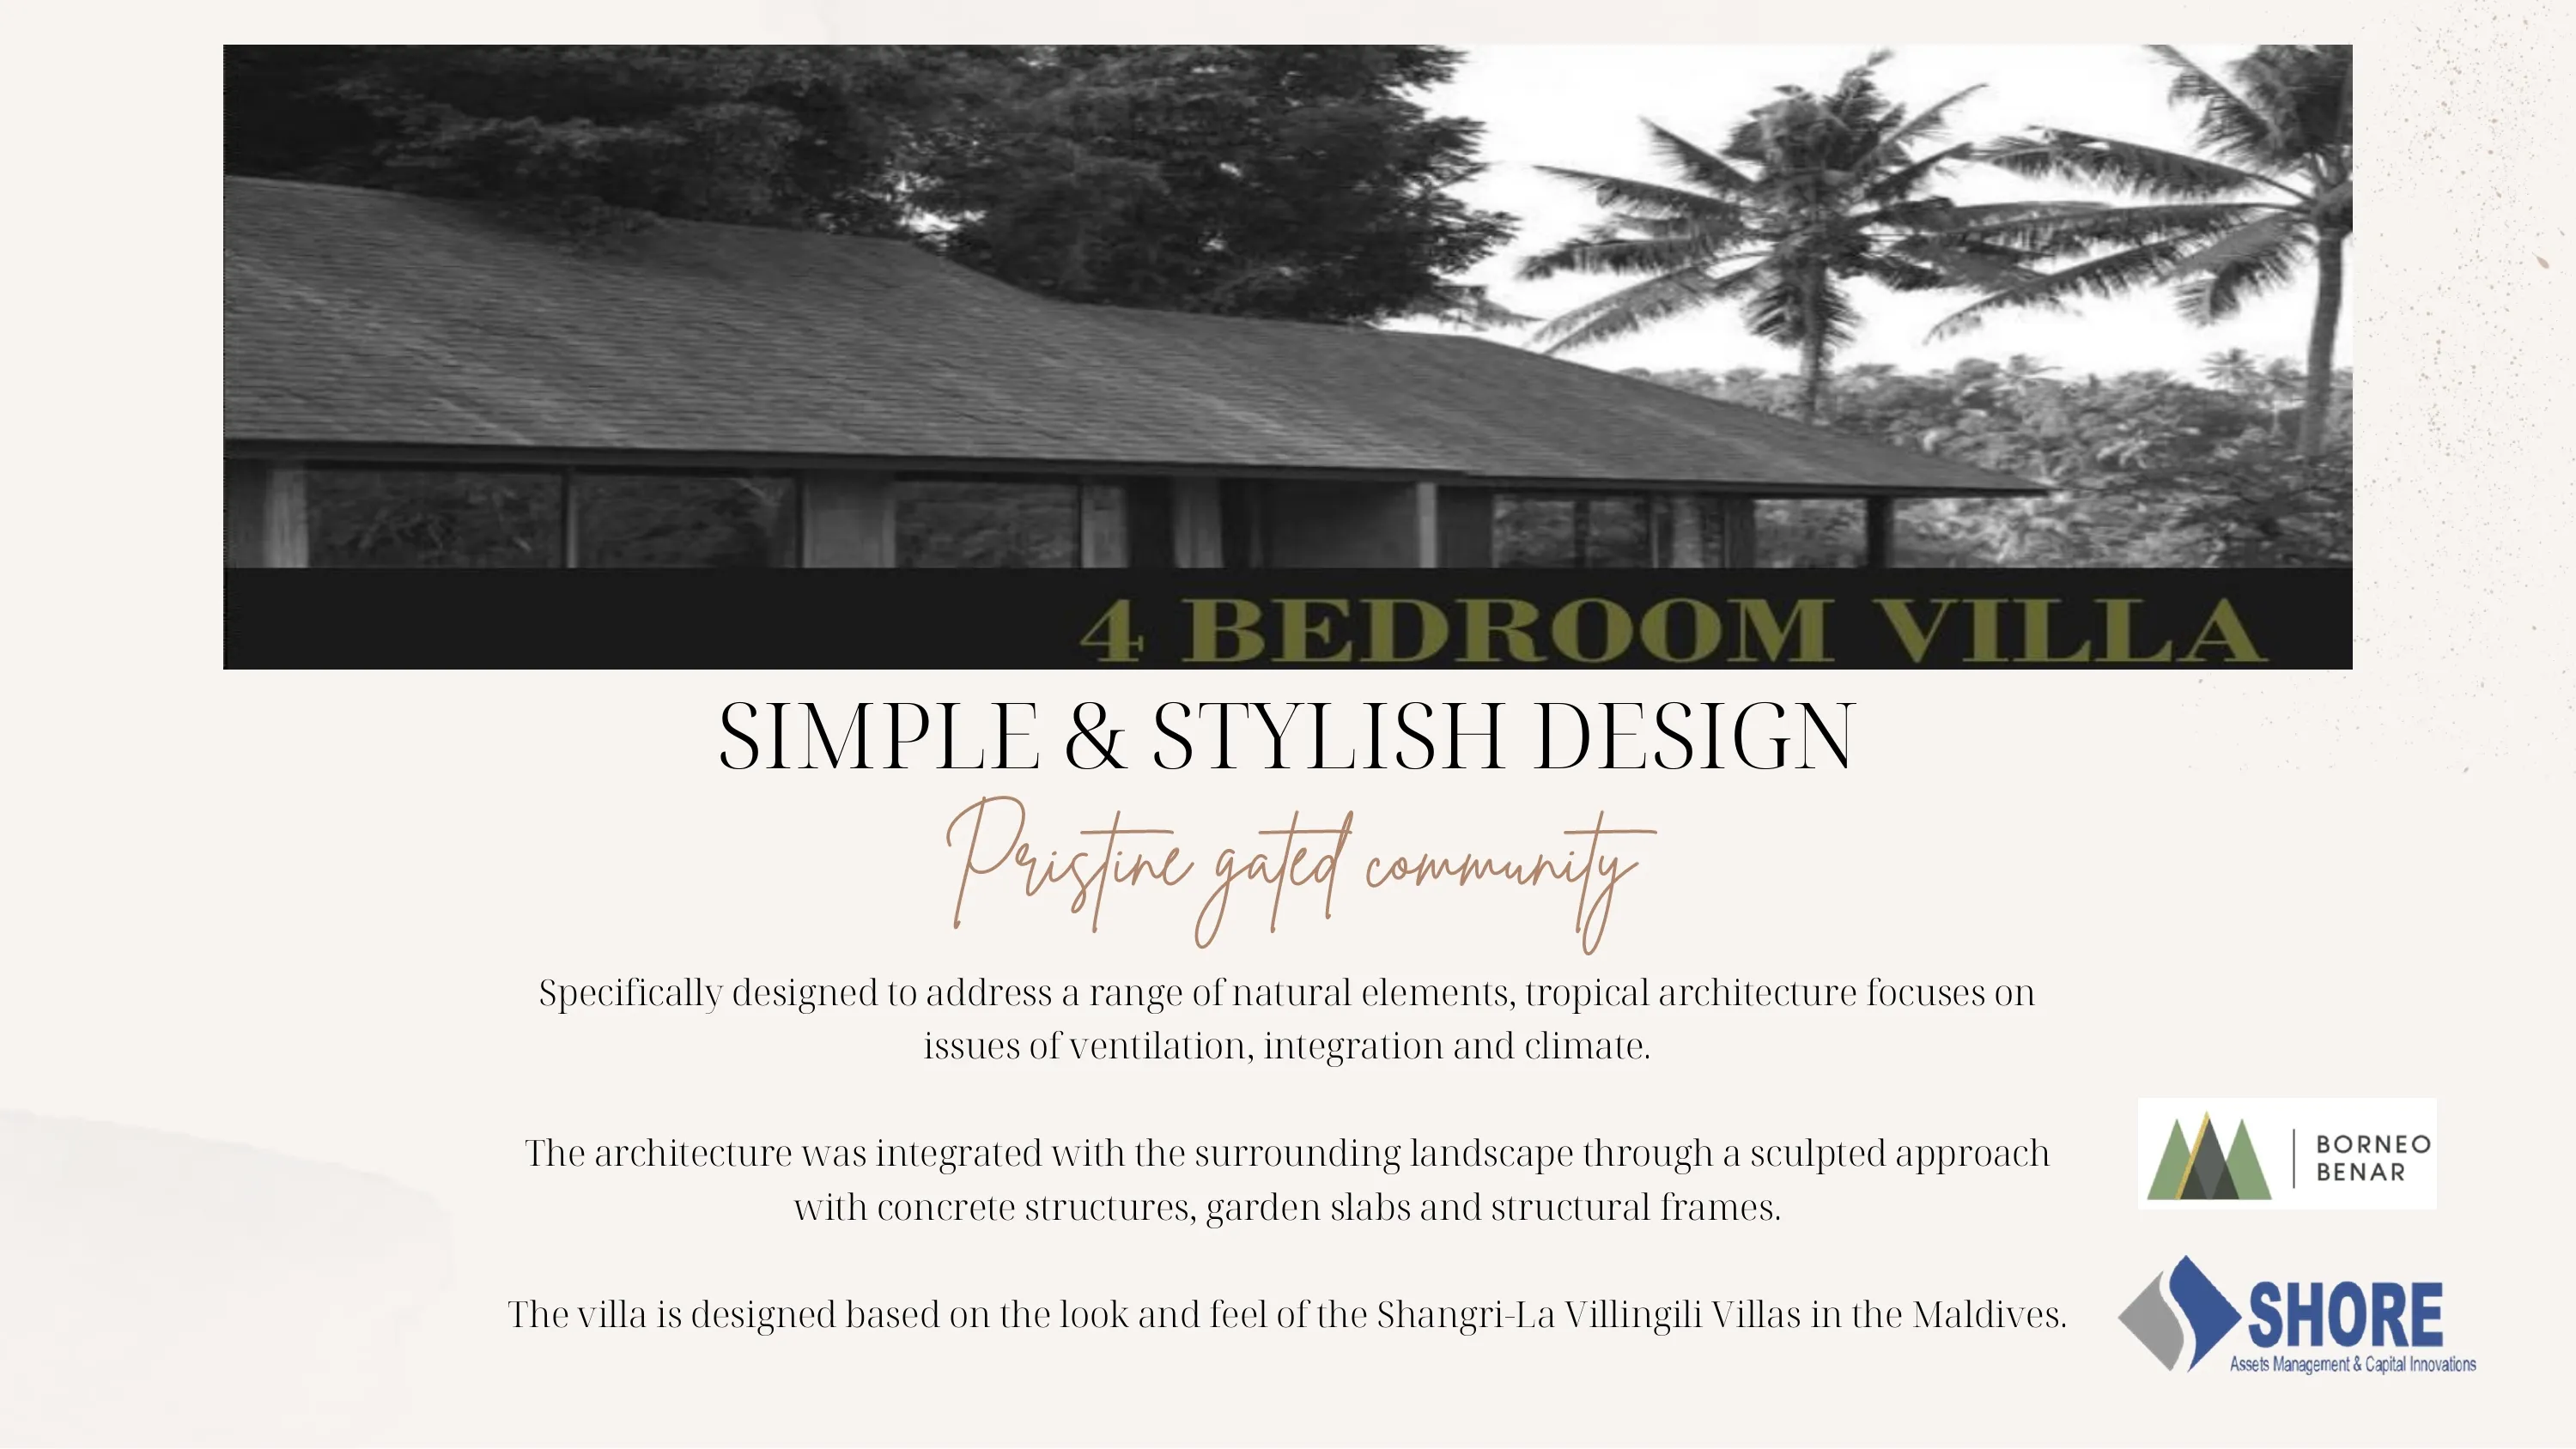 4 BEDROOM VILLA
SIMPLE & STYLISH DESIGN
Pristine gated community
Specifically designed to address a range of natural elements, tropical architecture focuses on
issues of ventilation, integration and climate.
The architecture was integrated with the surrounding landscape through a sculpted approach
with concrete structures, garden slabs and structural frames.
The villa is designed based on the look and feel of the Shangri-La Villingili Villas in the Maldives.
BORNEO
BENAR
SHORE
Assets Management & Capital Innovations